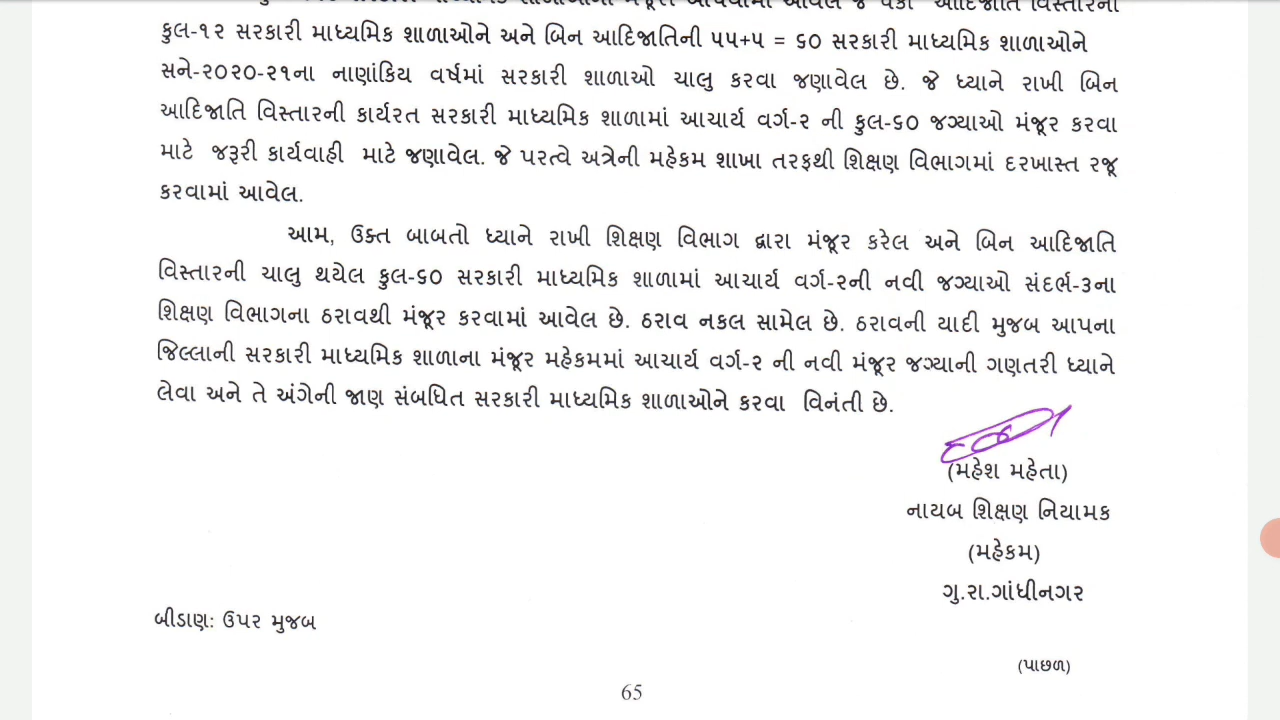 કુલ-૧૨ સરકારી માધ્યમિક શાળાઓને અને બિન આદિજાતિની ૫૫+૫ = ૬૦ સરકારી માધ્યમિક શાળાઓને
સને-૨૦૨૦-૨૧ના નાણાંકિય વર્ષમાં સરકારી શાળાઓ ચાલુ કરવા જણાવેલ છે. જે ધ્યાને રાખી બિન
આદિજાતિ વિસ્તારની કાર્યરત સરકારી માધ્યમિક શાળામાં આચાર્ય વર્ગ-૨ ની કુલ-૬૦ જગ્યાઓ મંજૂર કરવા
માટે જરૂરી કાર્યવાહી માટે જણાવેલ. જે પરત્વે અત્રેની મહેકમ શાખા તરફથી શિક્ષણ વિભાગમાં દરખાસ્ત રજૂ
કરવામાં આવેલ.
આમ, ઉક્ત બાબતો ધ્યાને રાખી શિક્ષણ વિભાગ દ્વારા મંજૂર કરેલ અને બિન આદિજાતિ
વિસ્તારની ચાલુ થયેલ કુલ-૬૦ સરકારી માધ્યમિક શાળામાં આચાર્ય વર્ગ-૨ની નવી જગ્યાઓ સંદર્ભ-૩ના
શિક્ષણ વિભાગના ઠરાવથી મંજૂર કરવામાં આવેલ છે. ઠરાવ નકલ સામેલ છે. ઠરાવની યાદી મુજબ આપના
જિલ્લાની સરકારી માધ્યમિક શાળાના મંજૂર મહેકમમાં આચાર્ય વર્ગ-૨ ની નવી મંજૂર જગ્યાની ગણતરી ધ્યાને
લેવા અને તે અંગેની જાણ સંબધિત સરકારી માધ્યમિક શાળાઓને કરવા વિનંતી છે.
(મહેશ મહેતા)
નાયબ શિક્ષણ નિયામક
(મહેકમ)
ગુ.રા.ગાંધીનગર
બીડાણ: ઉપર મુજબ
(પાછળ)
65